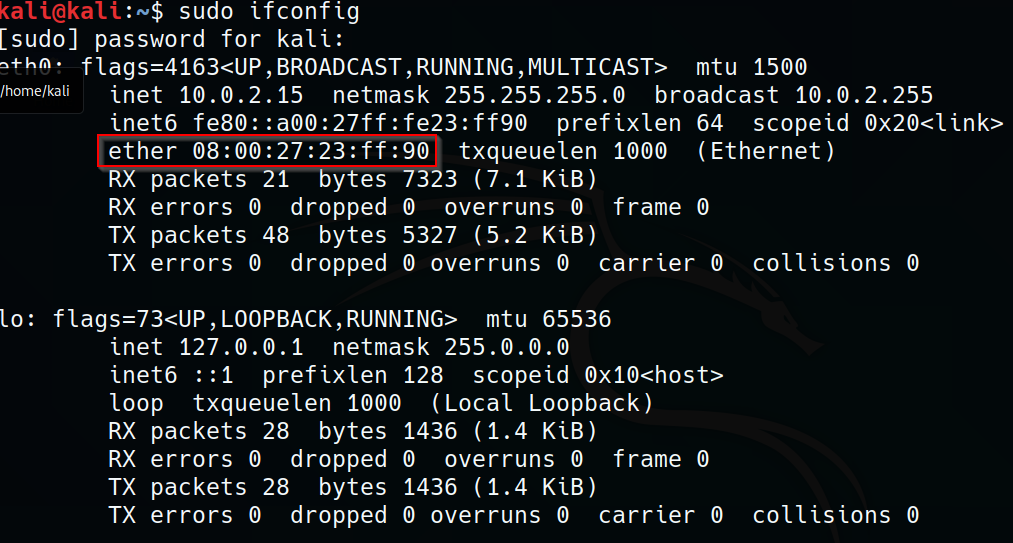 kali@kali:~$ sudo ifconfig
[sudo] password for kali:
eth0: flags=4163<UP,BROADCAST,RUNNING,MULTICAST>  mtu 1500
/home/kali
        inet 10.0.2.15  netmask 255.255.255.0  broadcast 10.0.2.255
        inet6 fe80::a00:27ff:fe23:ff90  prefixlen 64  scopeid 0x20<link>
        ether 08:00:27:23:ff:90  txqueuelen 1000  (Ethernet)
        RX packets 21  bytes 7323 (7.1 KiB)
        RX errors 0  dropped 0  overruns 0  frame 0
        TX packets 48  bytes 5327 (5.2 KiB)
        TX errors 0  dropped 0 overruns 0  carrier 0  collisions 0

lo: flags=73<UP,LOOPBACK,RUNNING>  mtu 65536
        inet 127.0.0.1  netmask 255.0.0.0
        inet6 ::1  prefixlen 128  scopeid 0x10<host>
        loop  txqueuelen 1000  (Local Loopback)
        RX packets 28  bytes 1436 (1.4 KiB)
        RX errors 0  dropped 0  overruns 0  frame 0
        TX packets 28  bytes 1436 (1.4 KiB)
        TX errors 0  dropped 0 overruns 0  carrier 0  collisions 0